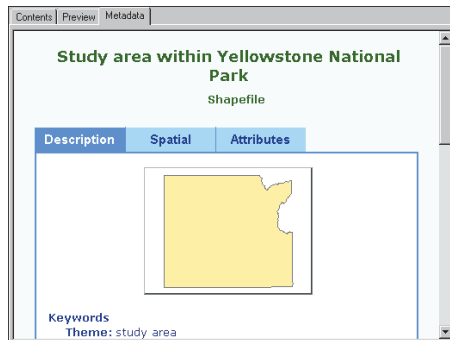 Contents Preview Metadata
Study area within Yellowstone National
Park
Shapefile
Description Spatial Attributes
Keywords
Theme: study area